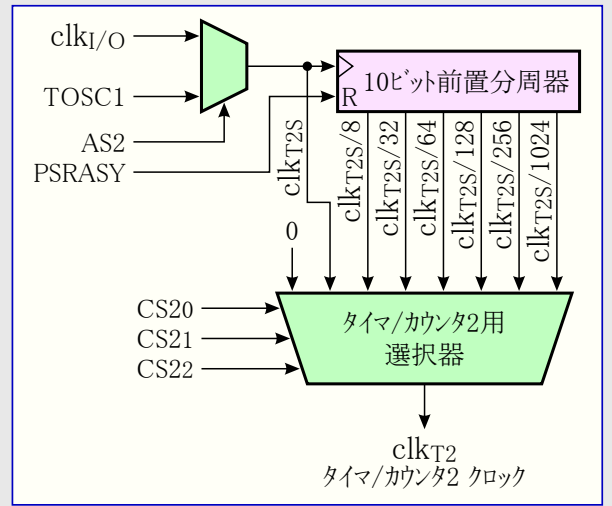 clkI/O
TOSC1
AS2
PSRASY
10ビット前置分周器
R
clkT2S
clkT2S/8
clkT2S/32
clkT2S/64
clkT2S/128
clkT2S/256
clkT2S/1024
0
CS20
CS21
CS22
タイマ/カウンタ2用
選択器
clkT2
タイマ/カウンタ2 クロック